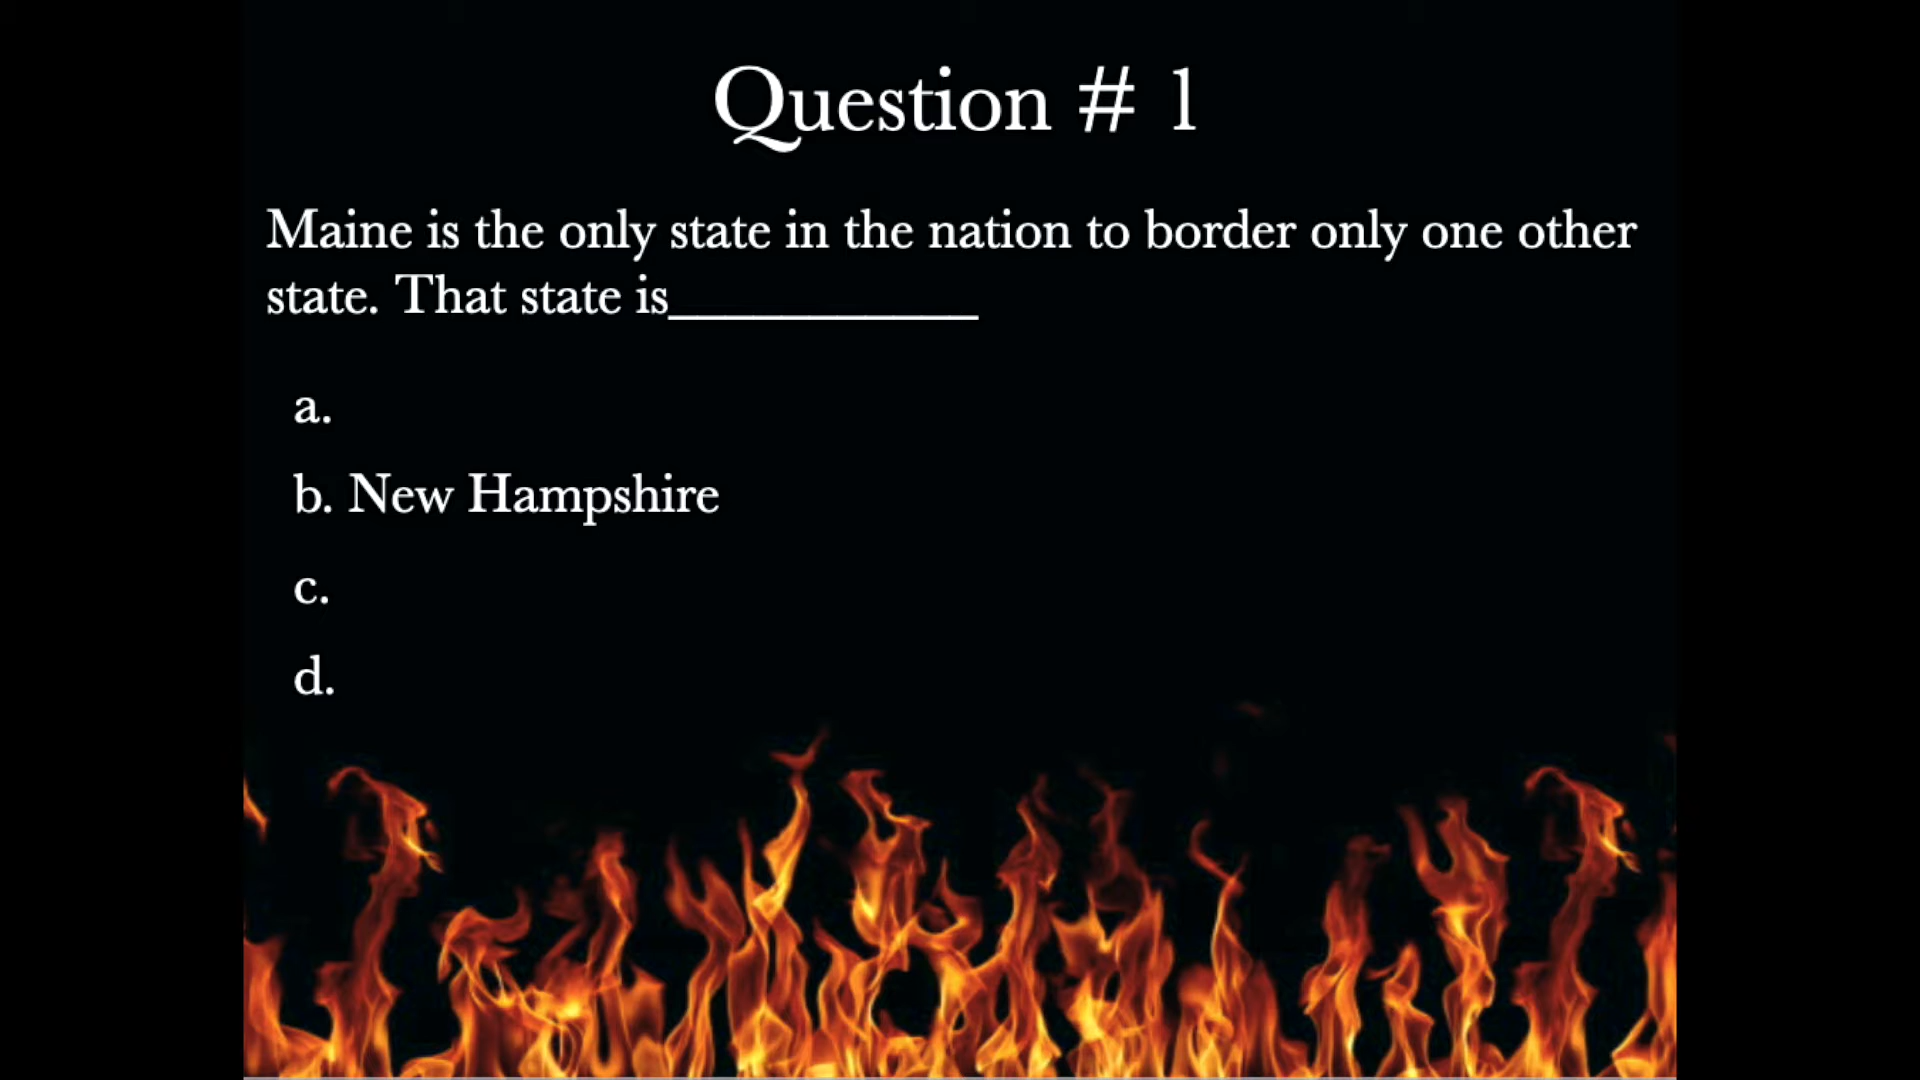 Question # 1
Maine is the only state in the nation to border only one other
state. That state is____________
a.
b. New Hampshire
c.
d.